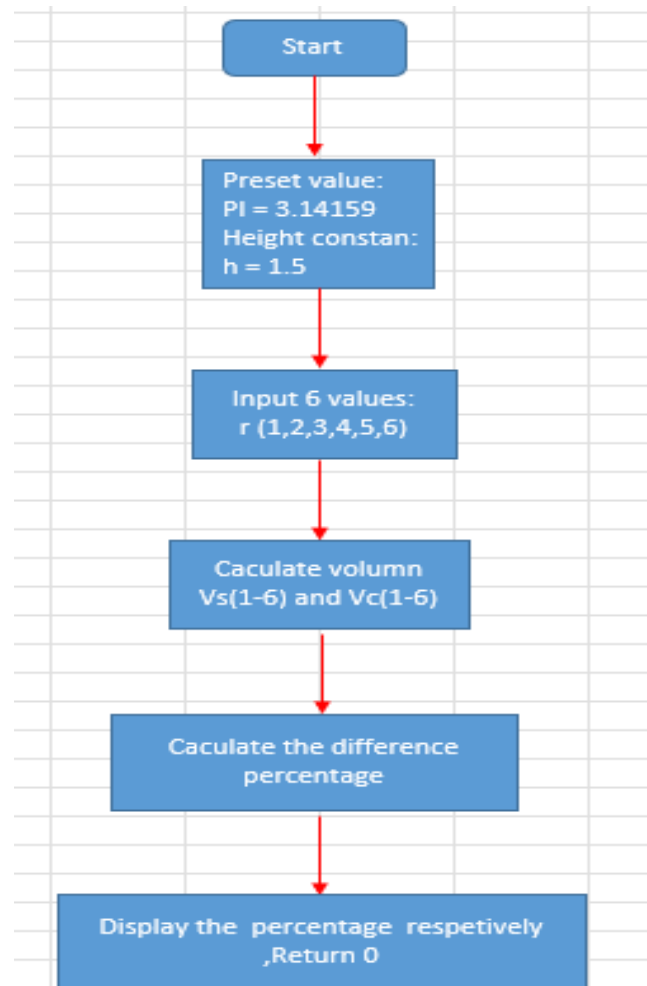 Start
Preset value:
PI = 3.14159
Height constan:
h = 1.5
Input 6 values:
r (1,2,3,4,5,6)
Caculate volumn
Vs(1-6) and Vc(1-6)
Caculate the difference
percentage
Display the percentage respetively
,Return 0